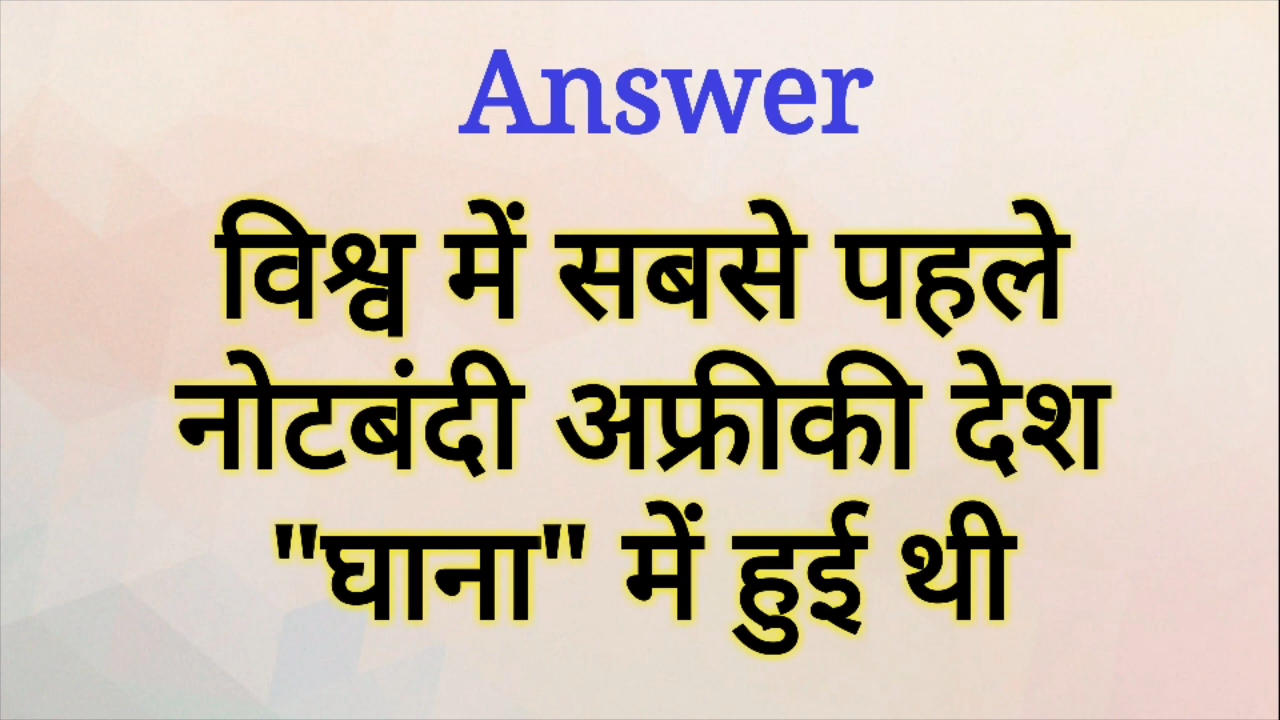 Answer
विश्व में सबसे पहले
नोटबंदी अफ्रीकी देश
"घाना" में हुई थी